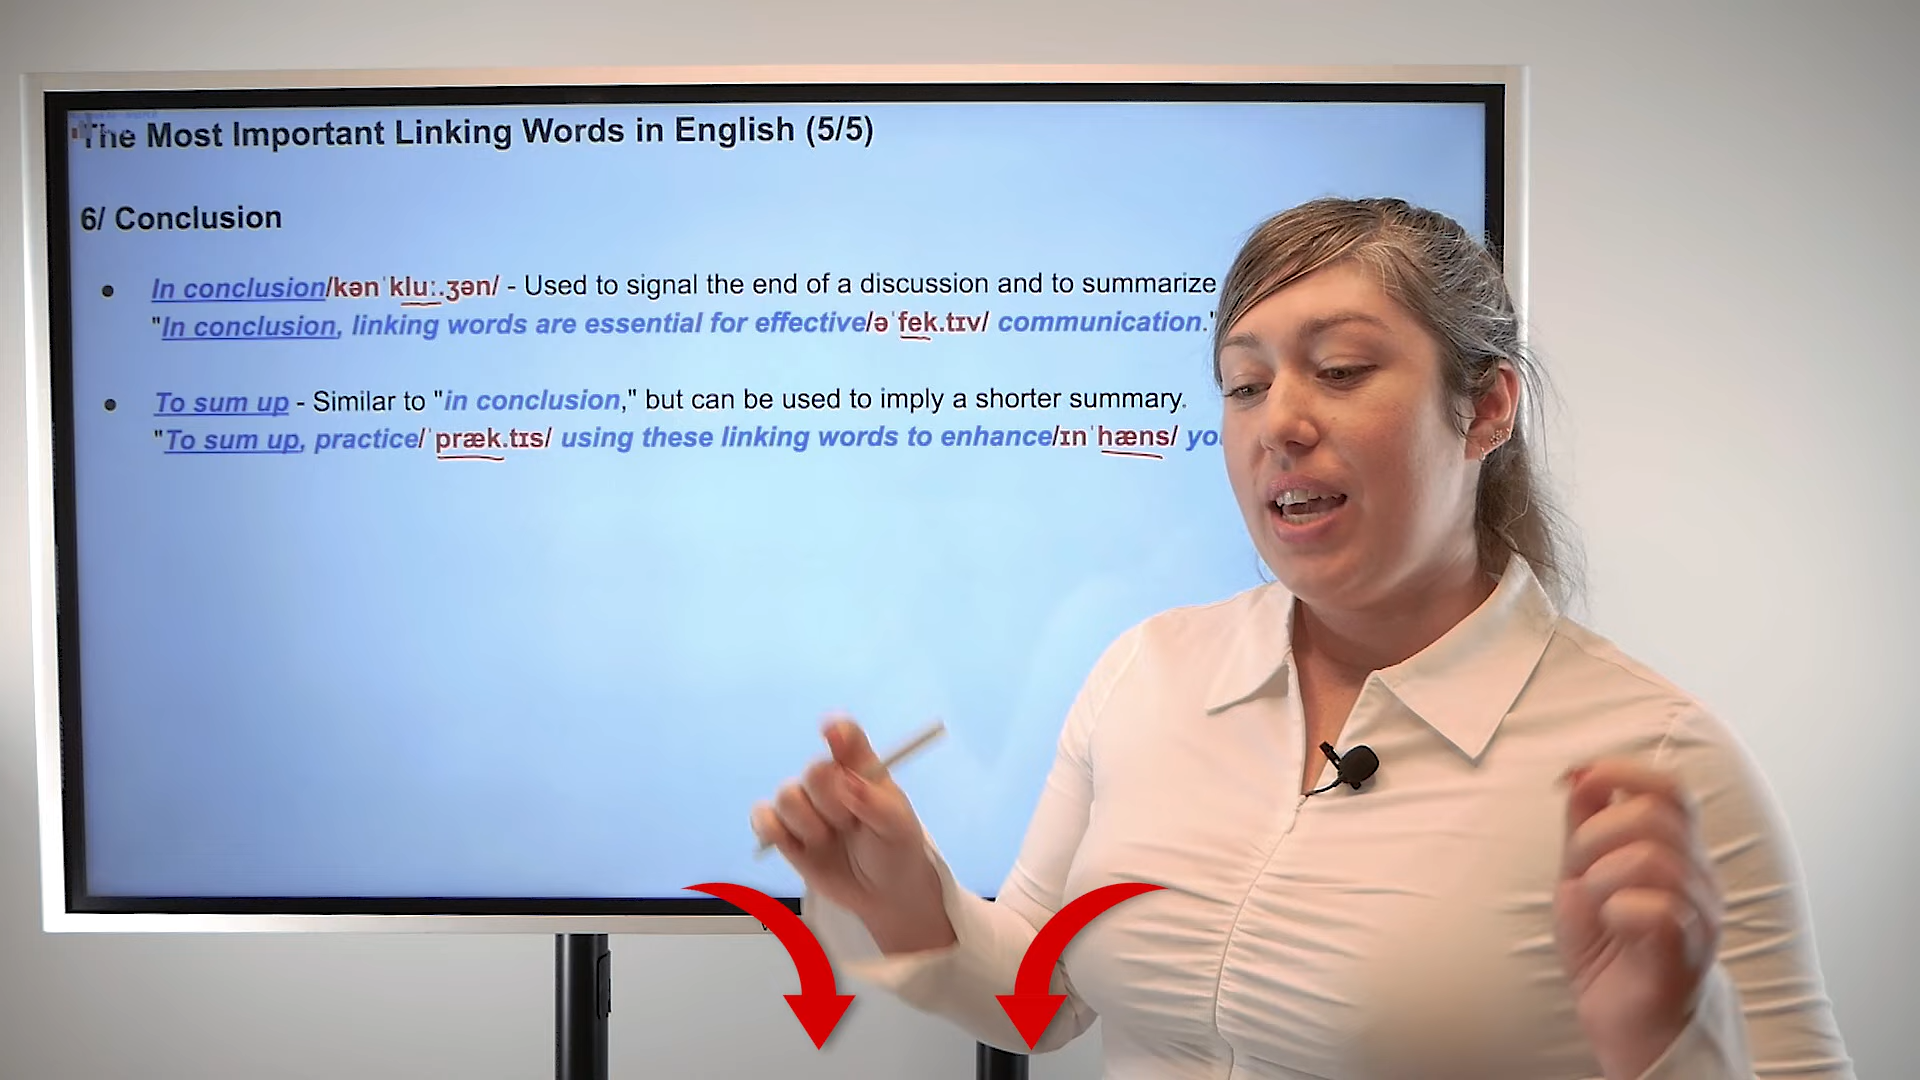 The Most Important Linking Words in English (5/5)
6/ Conclusion
In conclusion/kənˈkluː.ʒən/ - Used to signal the end of a discussion and to summarize
"In conclusion, linking words are essential for effective/əˈfek.tɪv/ communication."
To sum up - Similar to "in conclusion," but can be used to imply a shorter summary.
"To sum up, practice/ˈpræk.tɪs/ using these linking words to enhance/ɪnˈhæns/